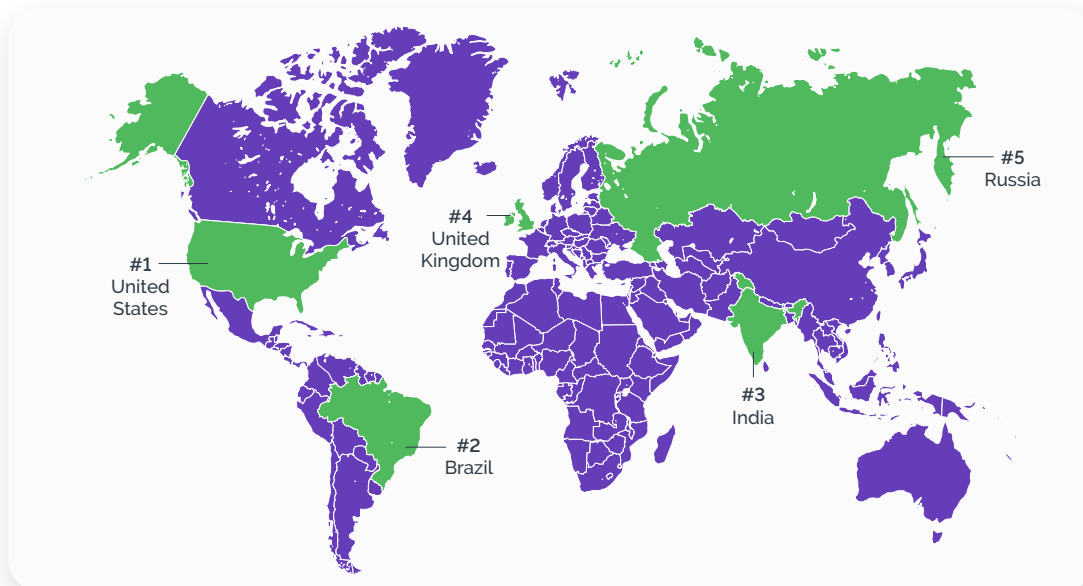 #1
United
States
#2
Brazil
#3
India
#4
United
Kingdom
#5
Russia